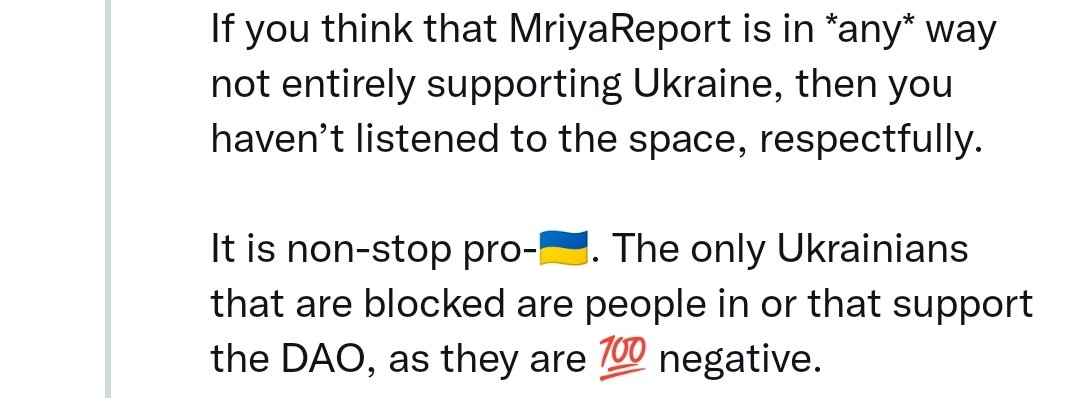 If you think that MriyaReport is in *any* way
not entirely supporting Ukraine, then you
haven’t listened to the space, respectfully.
It is non-stop pro-🇺🇦. The only Ukrainians
that are blocked are people in or that support
the DAO, as they are 💯 negative.